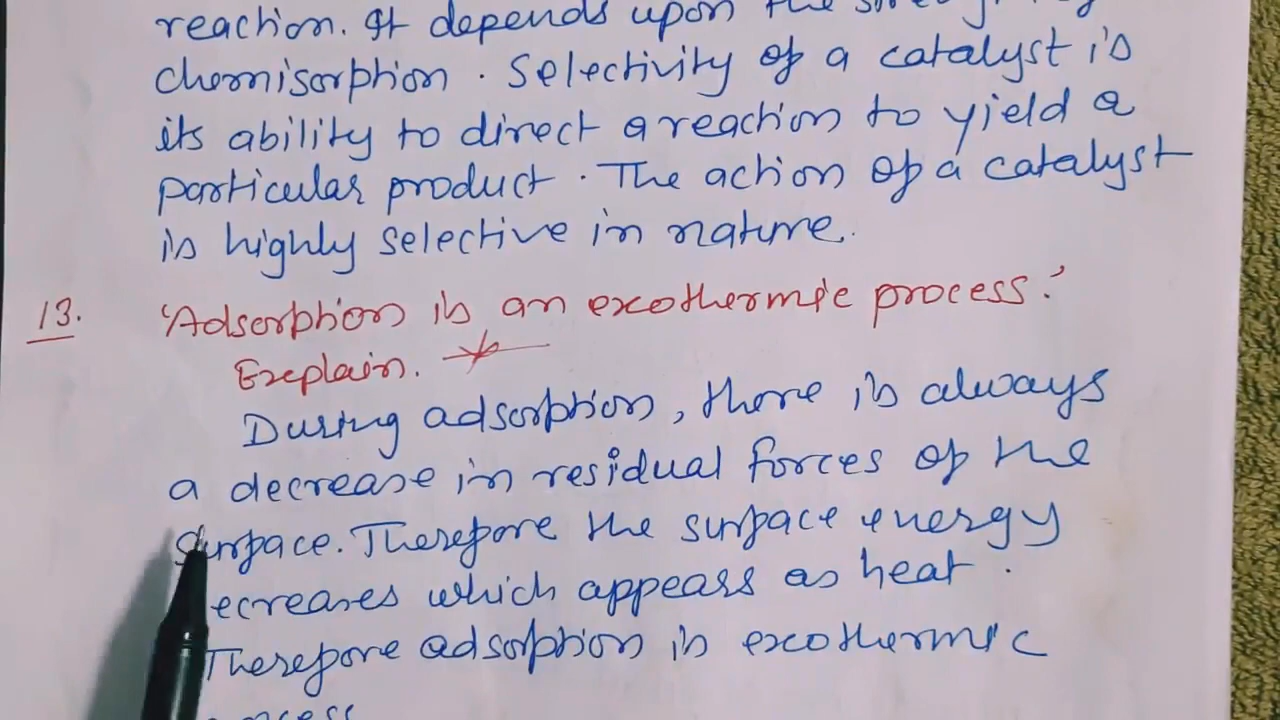 reaction. It depends upon the
chemisorption. Selectivity of a catalyst is
its ability to direct a reaction to yield a
particular product. The action of a catalyst
is highly selective in nature.
13. 'Adsorption is an exothermic process.'
Explain.
During adsorption, there is always
a decrease in residual forces of the
surface. Therefore the surface energy
decreases which appears as heat.
Therefore adsorption is exothermic